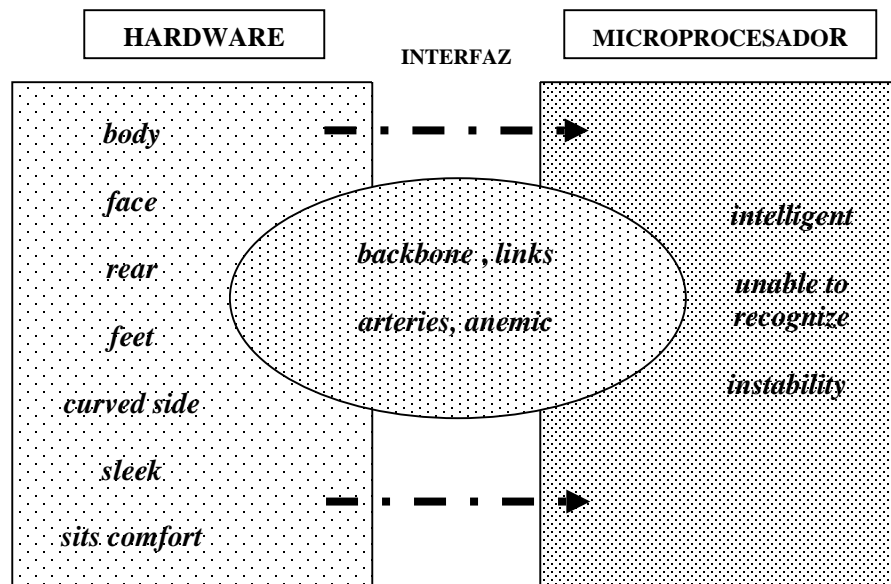 HARDWARE
INTERFAZ
MICROPROCESADOR
body
face
rear
feet
curved side
sleek
sits comfort
backbone , links
arteries, anemic
intelligent
unable to
recognize
instability